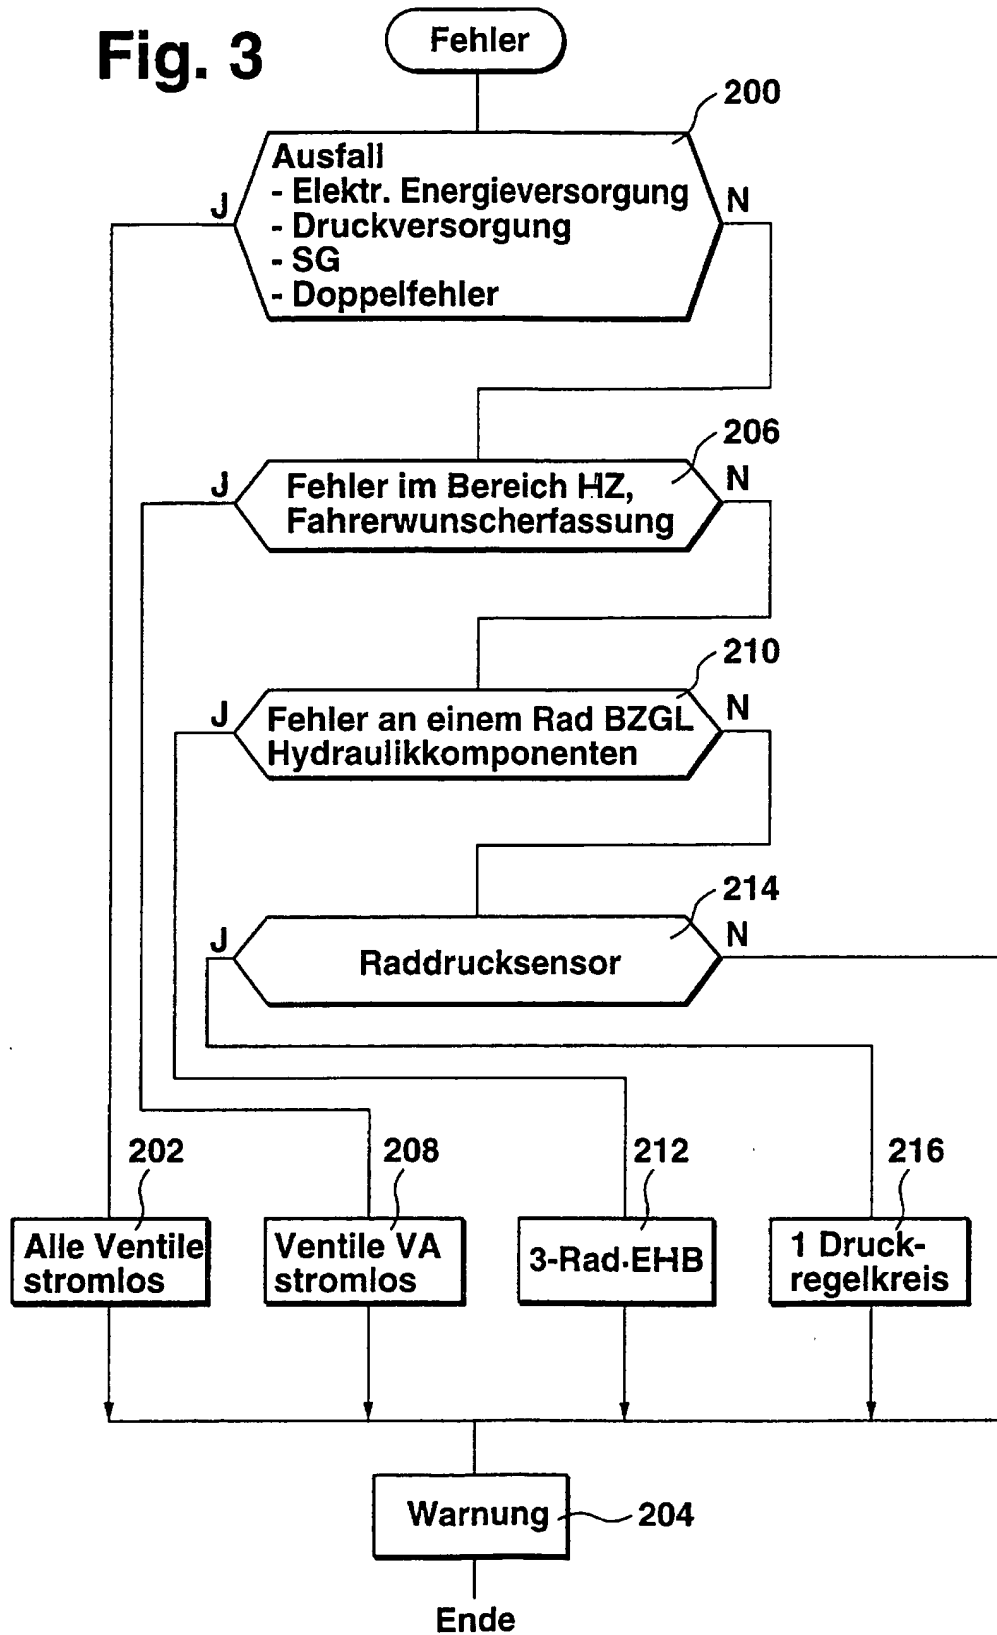 Fig. 3
Fehler
200
Ausfall
- Elektr. Energieversorgung
- Druckversorgung
- SG
- Doppelfehler
J
N
206
Fehler im Bereich HZ,
Fahrerwunscherfassung
J
N
210
Fehler an einem Rad BZGL
Hydraulikkomponenten
J
N
214
Raddrucksensor
J
N
202
Alle Ventile
stromlos
208
Ventile VA
stromlos
212
3-Rad.EHB
216
1 Druck-
regelkreis
Warnung
204
Ende